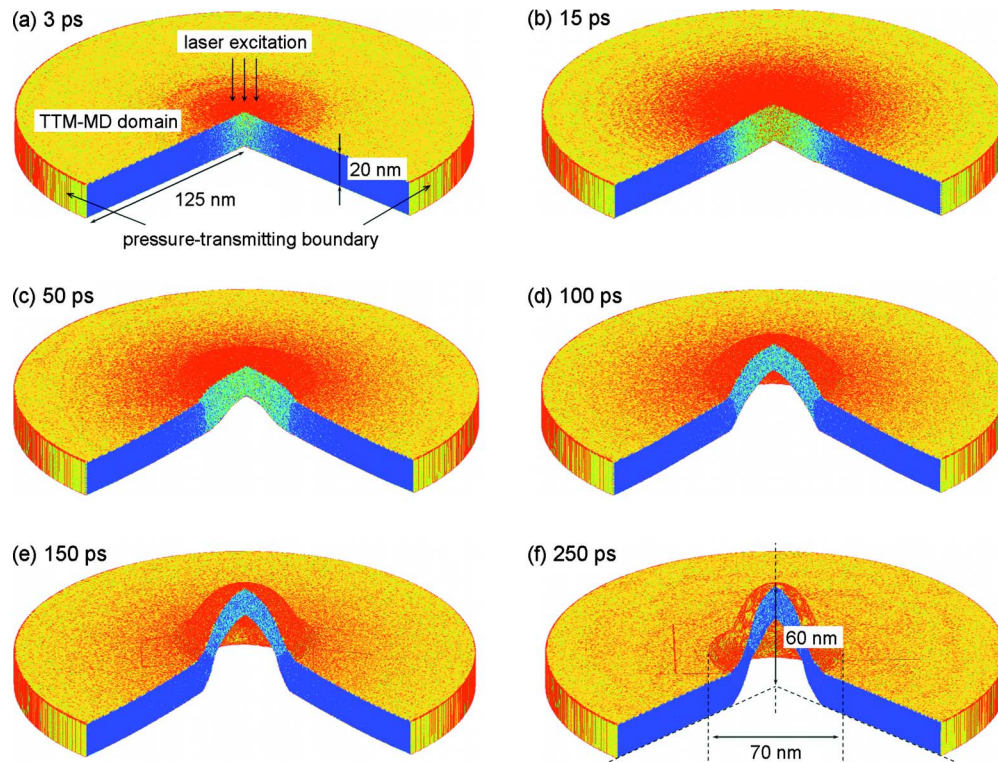 (a) 3 ps
laser excitation
TTM-MD domain
20 nm
125 nm
pressure-transmitting boundary
(b) 15 ps
(c) 50 ps
(d) 100 ps
(e) 150 ps
(f) 250 ps
60 nm
70 nm